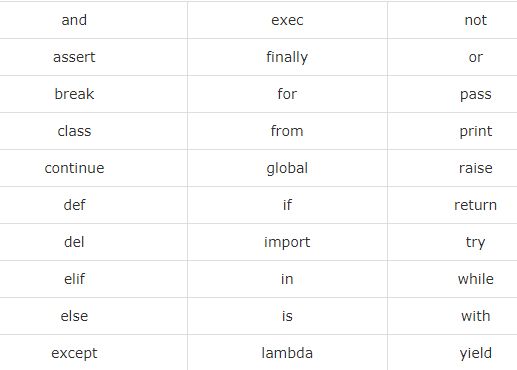 and exec not
assert finally or
break for pass
class from print
continue global raise
def if return
del import try
elif in while
else is with
except lambda yield